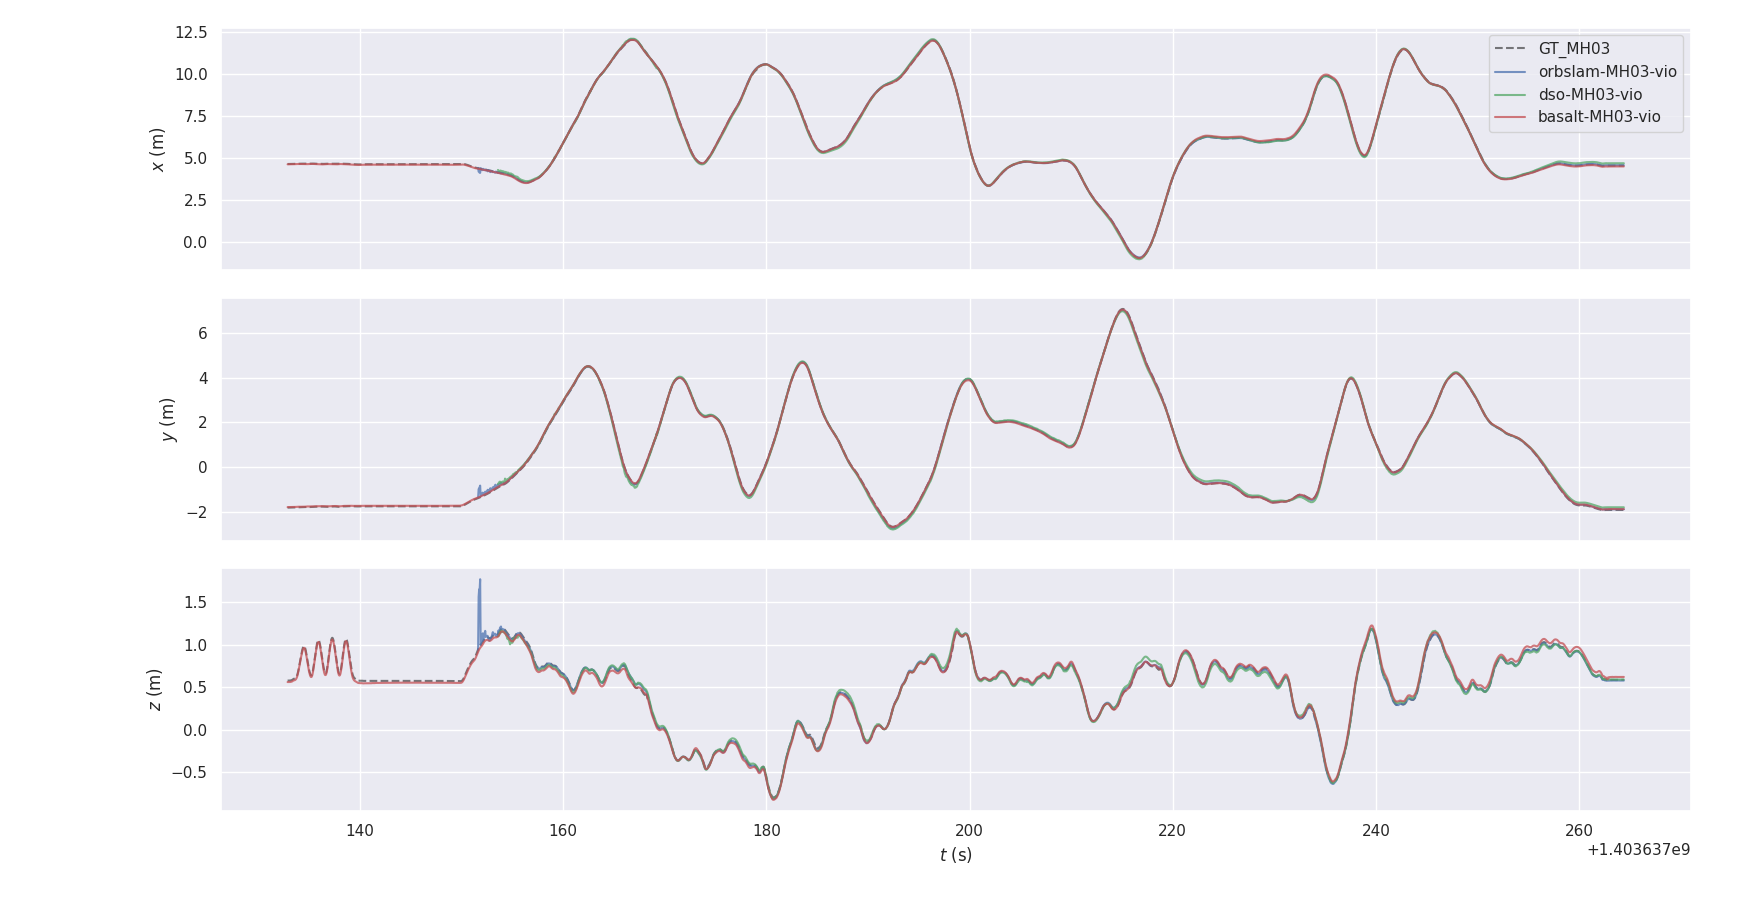 12.5
10.0
7.5
5.0
2.5
0.0
x (m)
GT_MH03
orbslam-MH03-vio
dso-MH03-vio
basalt-MH03-vio
6
4
2
0
−2
y (m)
1.5
1.0
0.5
0.0
−0.5
z (m)
140 160 180 200 220 240 260
t (s)
+1.403637e9